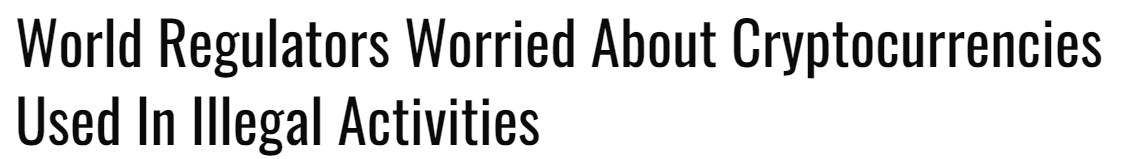 World Regulators Worried About Cryptocurrencies
Used In Illegal Activities